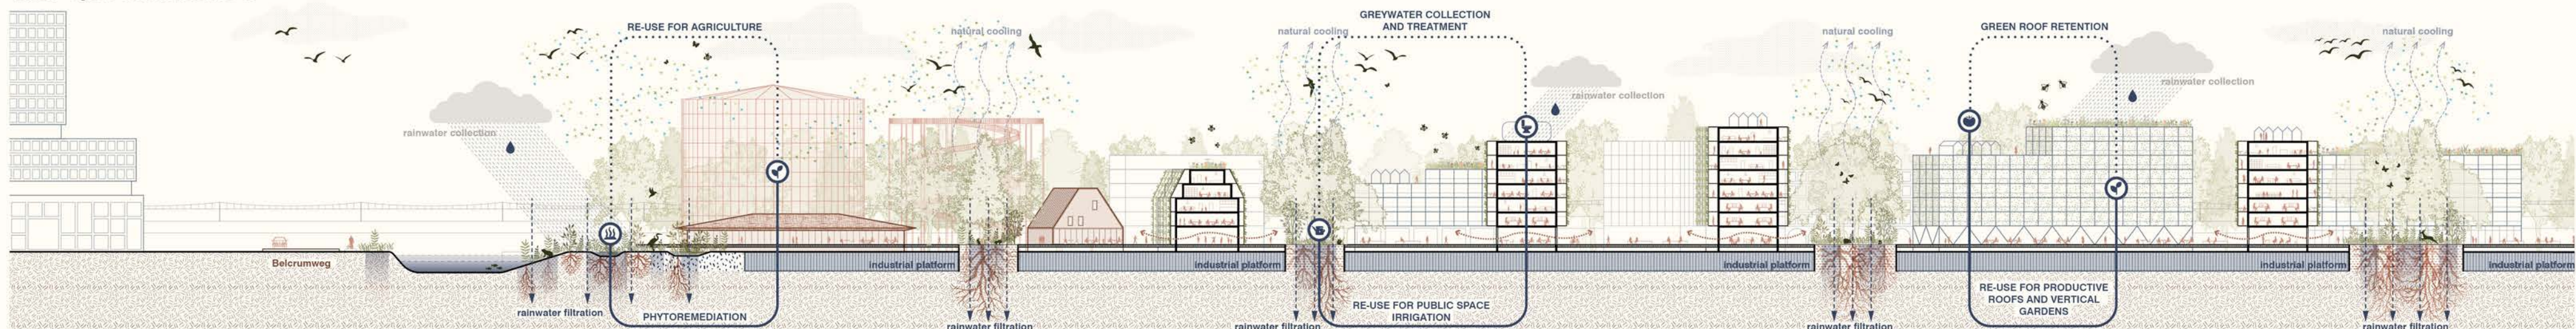 RE-USE FOR AGRICULTURE
natural cooling
natural cooling
GREYWATER COLLECTION
AND TREATMENT
natural cooling
GREEN ROOF RETENTION
natural cooling
rainwater collection
rainwater collection
rainwater collection
Belcrumweg
industrial platform
industrial platform
industrial platform
industrial platform
industrial platform
rainwater filtration
PHYTOREMEDIATION
rainwater filtration
rainwater filtration
RE-USE FOR PUBLIC SPACE
IRRIGATION
rainwater filtration
RE-USE FOR PRODUCTIVE
ROOFS AND VERTICAL
GARDENS
rainwater filtration